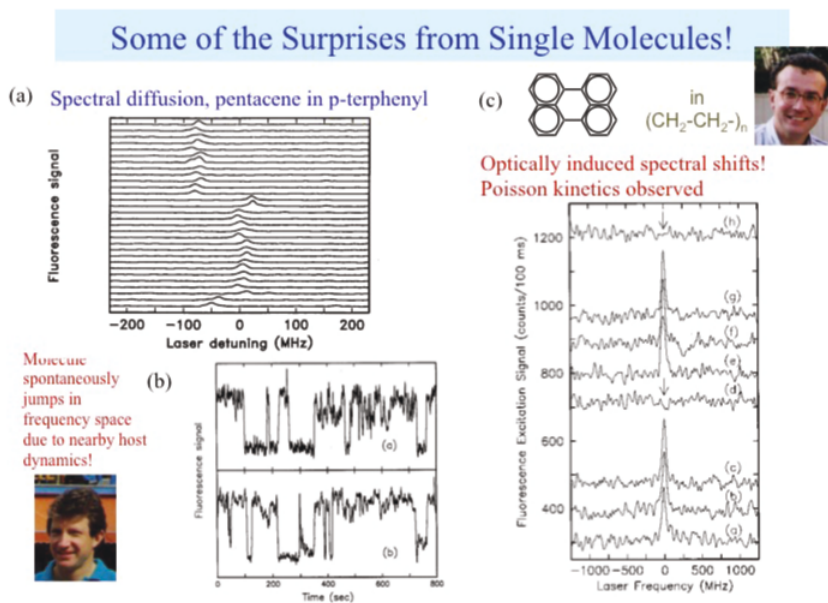 Some of the Surprises from Single Molecules!
(a) Spectral diffusion, pentacene in p-terphenyl
Fluorescence signal
-200 -100 0 100 200
Laser detuning (MHz)
Molecule
spontaneously
jumps in
frequency space
due to nearby host
dynamics!
(b)
Fluorescence signal
(a)
(b)
0 200 400 600 800
Time (sec)
(c)
in
(CH2-CH2-)n
Optically induced spectral shifts!
Poisson kinetics observed
Fluorescence Excitation Signal (counts/100 ms)
1200
1000
800
600
400
(h)
(g)
(f)
(e)
(d)
(c)
(b)
(a)
-1000 -500 0 500 1000
Laser Frequency (MHz)